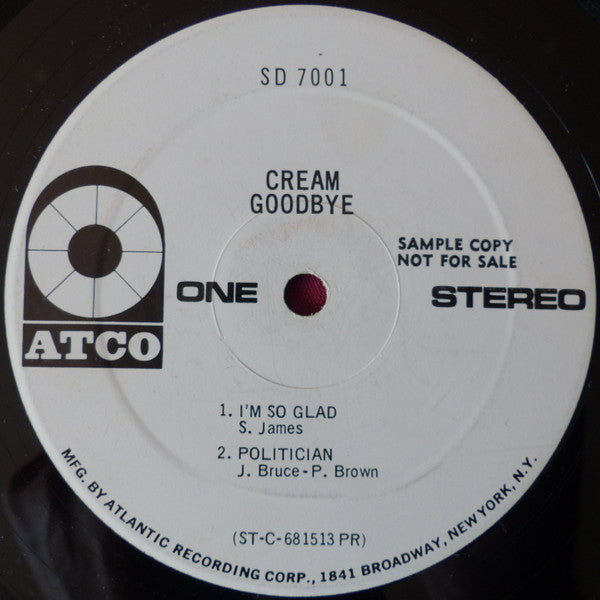 SD 7001
CREAM
GOODBYE
SAMPLE COPY
NOT FOR SALE
ONE
STEREO
ATCO
1. I'M SO GLAD
S. James
2. POLITICIAN
J. Bruce-P. Brown
(ST-C-681513 PR)
MFG. BY ATLANTIC RECORDING CORP., 1841 BROADWAY, NEW YORK, N.Y.